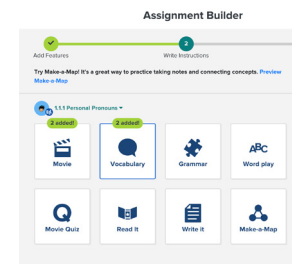 Assignment Builder
2
Add Features
Write Instructions
Try Make-a-Map! It's a great way to practice taking notes and connecting concepts. Preview
Make-a-Map
1.1.1 Personal Pronouns
2 added!
2 added!
Movie
Vocabulary
Grammar
ABC
Word play
Q
Movie Quiz
Read It
Write it
Make-a-Map